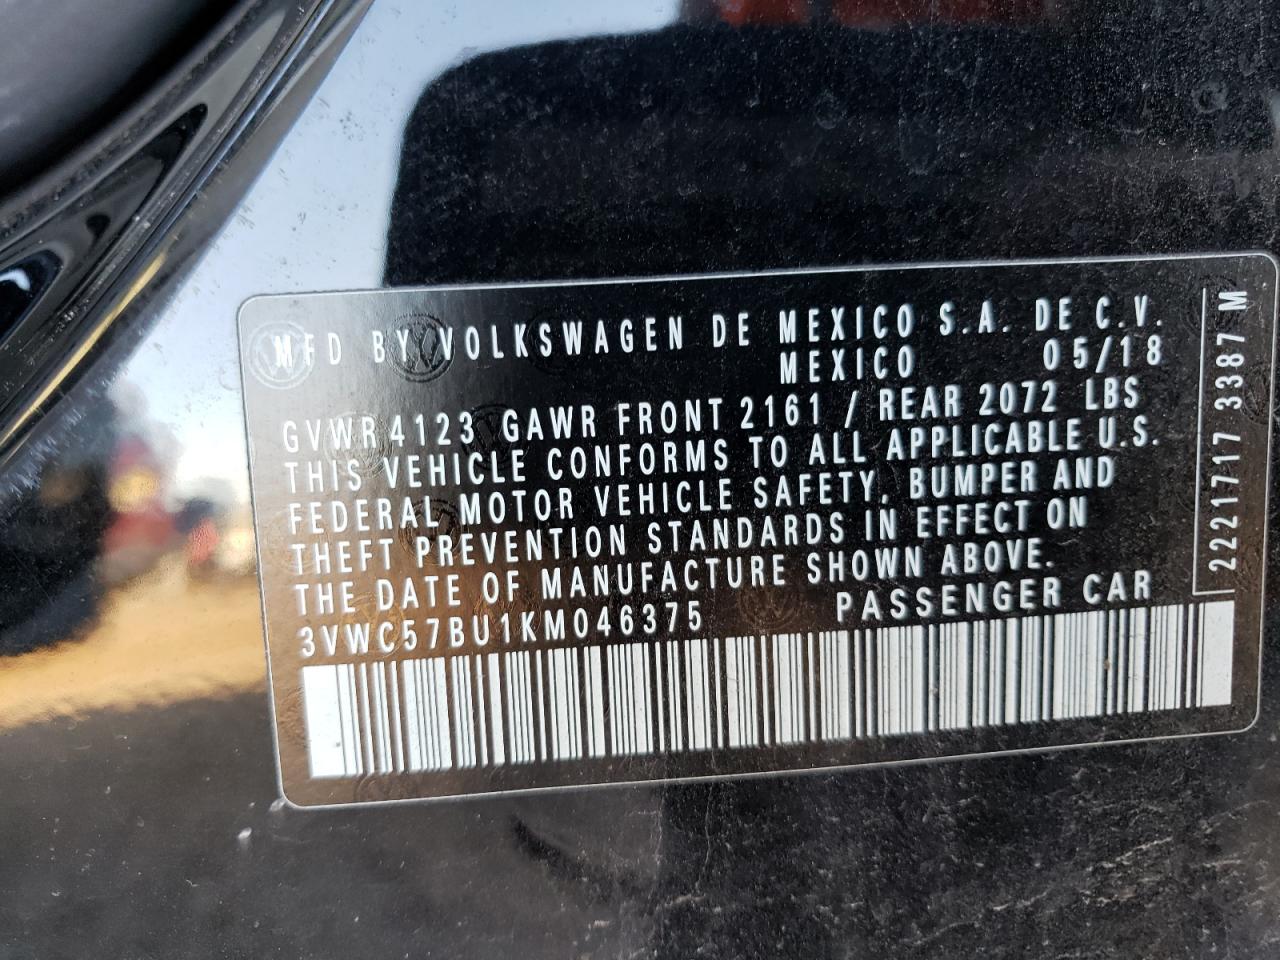 MFD BY VOLKSWAGEN DE MEXICO S.A. DE C.V.
MEXICO 05/18
GVWR 4123 GAWR FRONT 2161 / REAR 2072 LBS
THIS VEHICLE CONFORMS TO ALL APPLICABLE U.S.
FEDERAL MOTOR VEHICLE SAFETY, BUMPER AND
THEFT PREVENTION STANDARDS IN EFFECT ON
THE DATE OF MANUFACTURE SHOWN ABOVE.
3VWC57BU1KM046375 PASSENGER CAR
2221717 3387 M